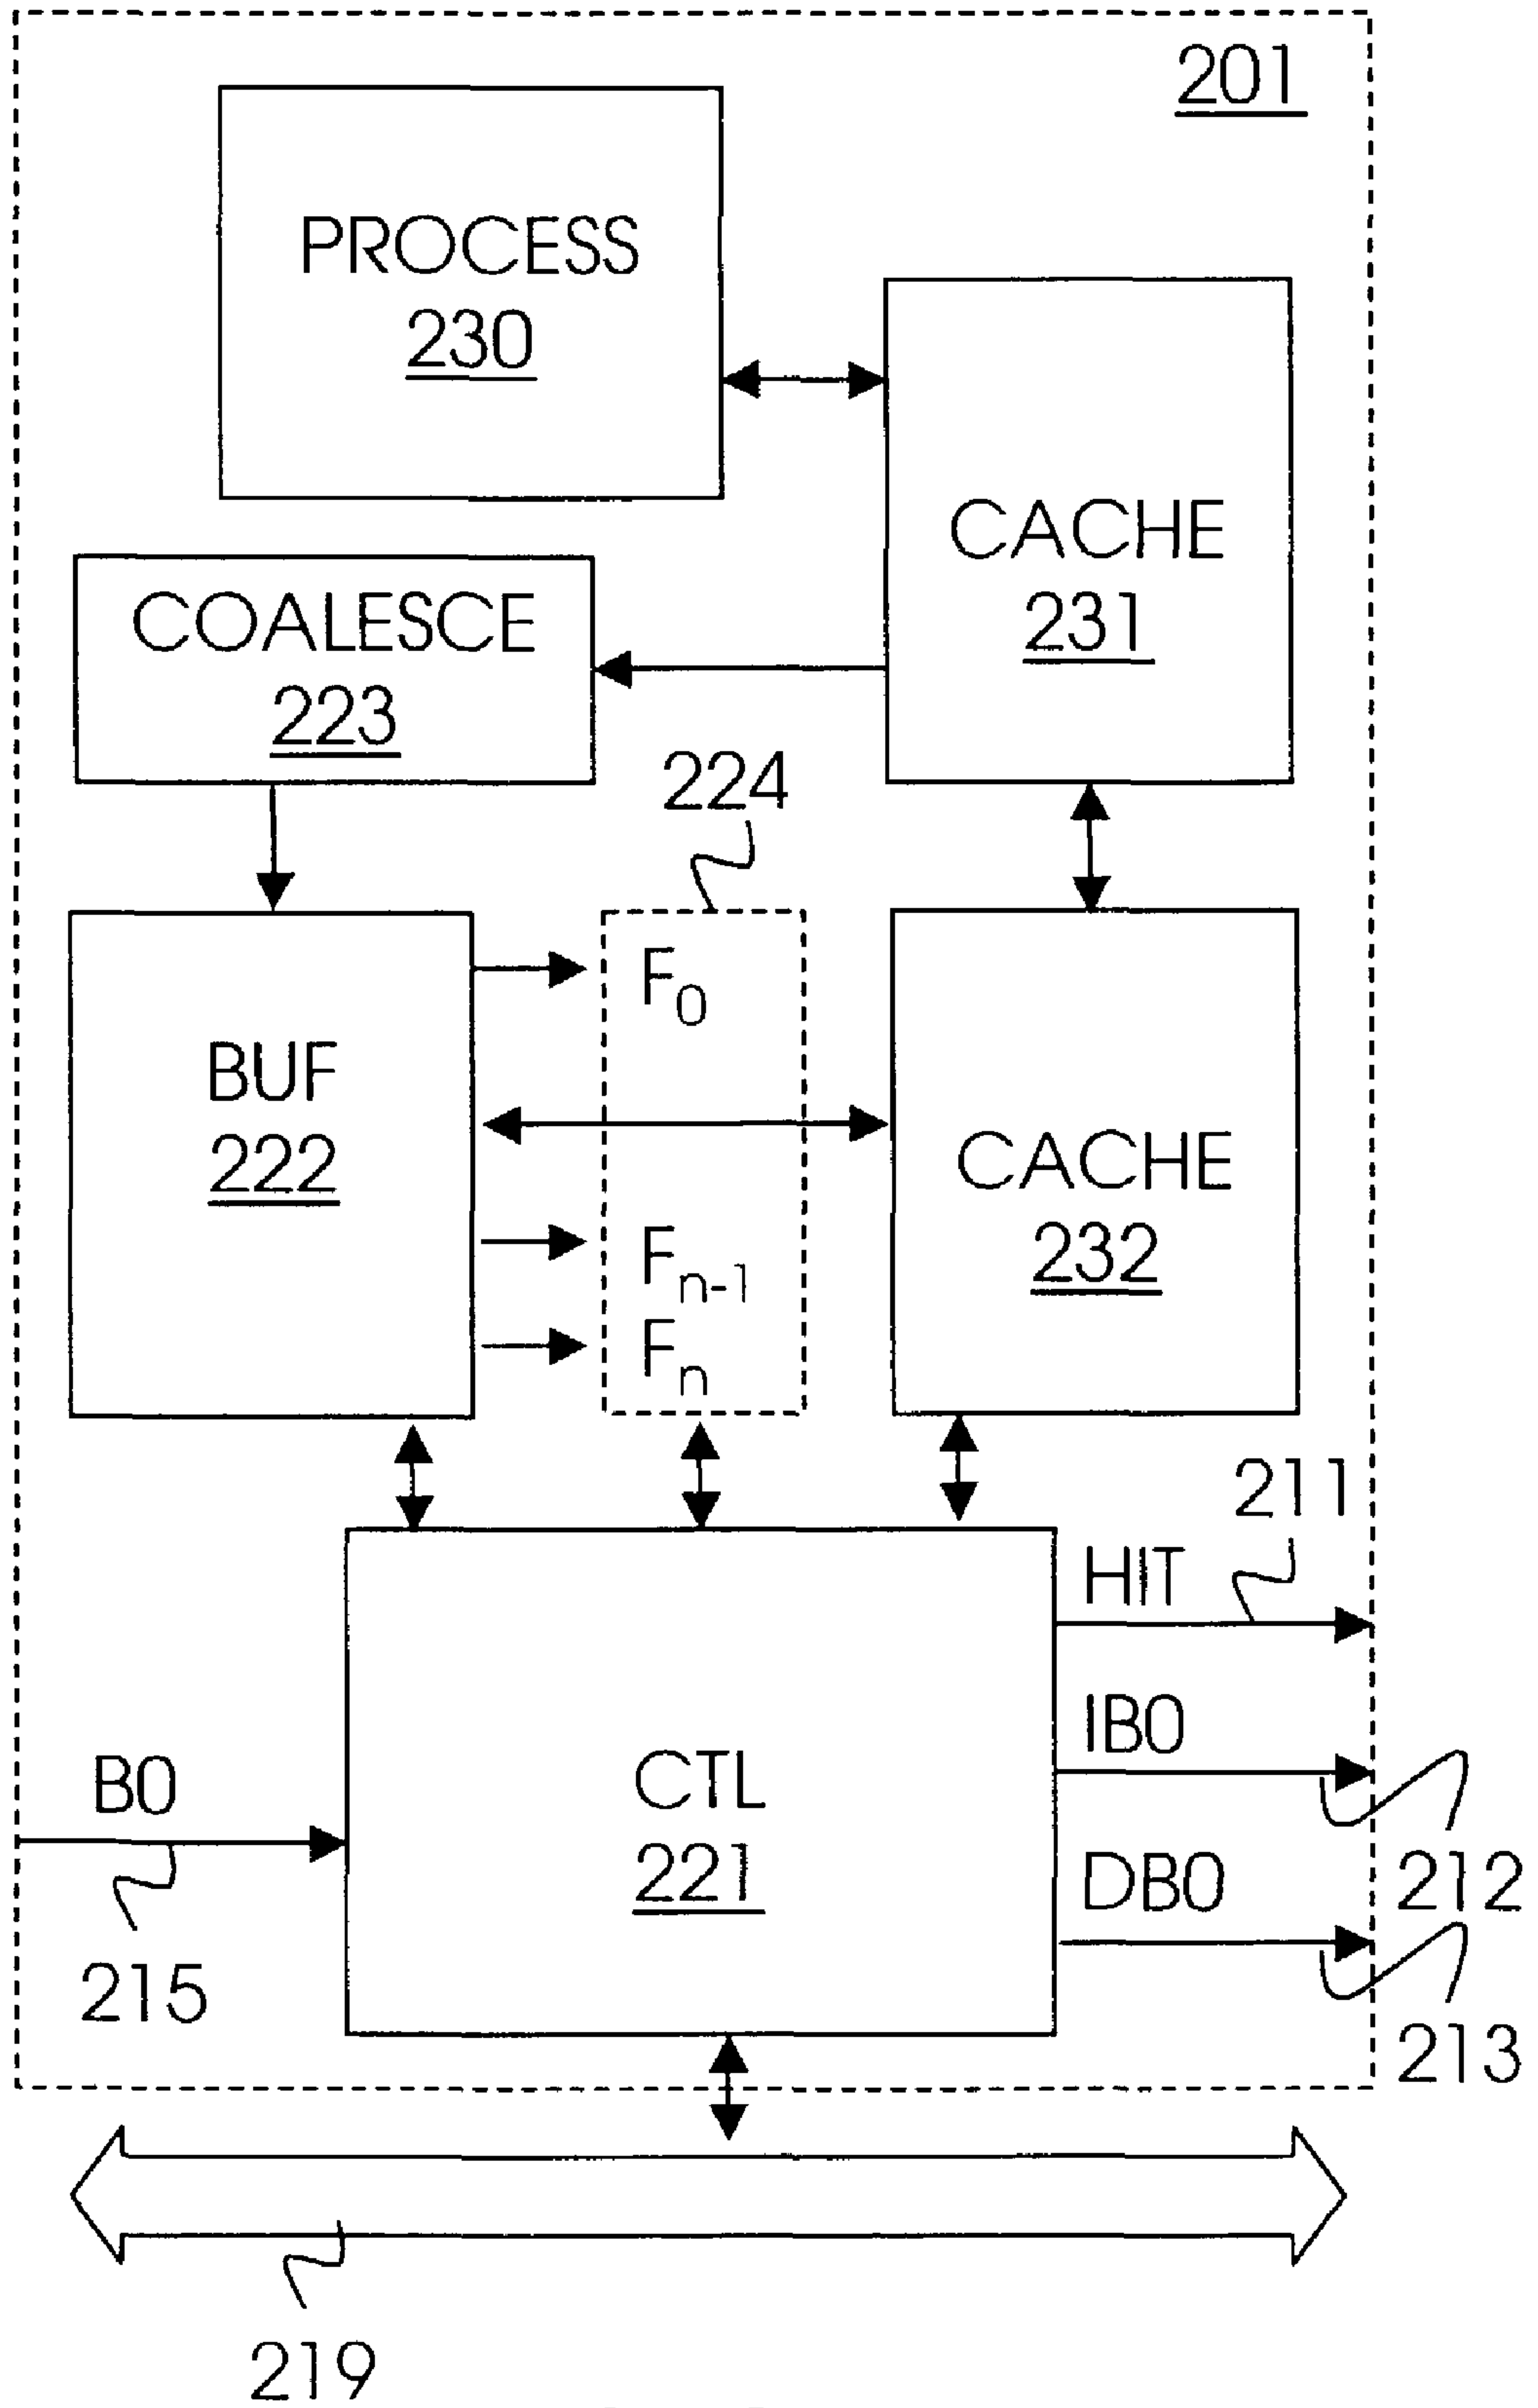 201
PROCESS
230
CACHE
231
COALESCE
223
224
F0
BUF
222
CACHE
232
Fn-1
Fn
211
HIT
IB0
B0
CTL
221
212
DB0
215
213
219